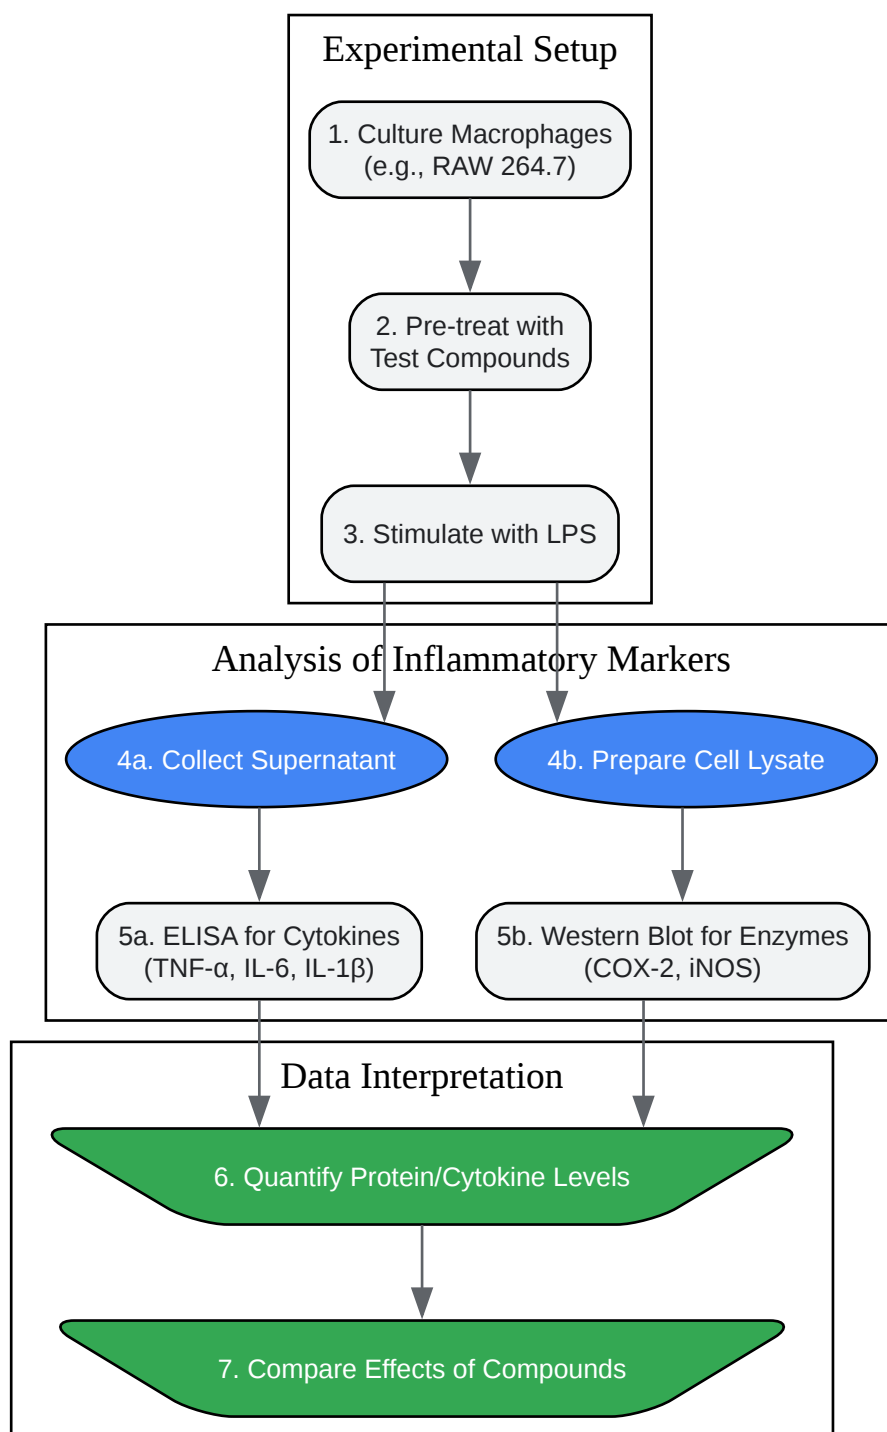 Experimental Setup
1. Culture Macrophages
(e.g., RAW 264.7)
2. Pre-treat with
Test Compounds
3. Stimulate with LPS
Analysis of Inflammatory Markers
4a. Collect Supernatant
4b. Prepare Cell Lysate
5a. ELISA for Cytokines
(TNF-α, IL-6, IL-1β)
5b. Western Blot for Enzymes
(COX-2, iNOS)
Data Interpretation
6. Quantify Protein/Cytokine Levels
7. Compare Effects of Compounds